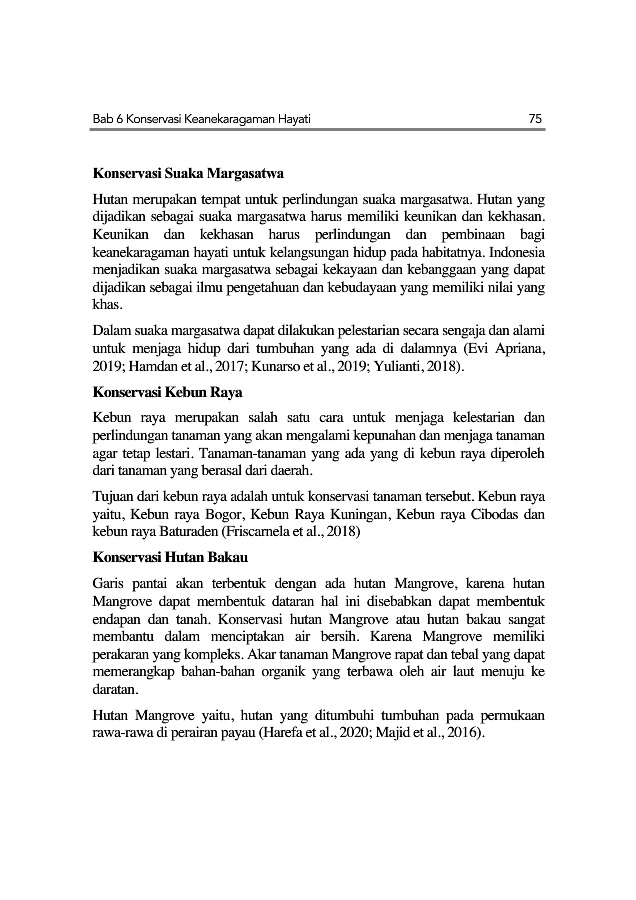 Bab 6 Konservasi Keanekaragaman Hayati 75
Konservasi Suaka Margasatwa
Hutan merupakan tempat untuk perlindungan suaka margasatwa. Hutan yang
dijadikan sebagai suaka margasatwa harus memiliki keunikan dan kekhasan.
Keunikan dan kekhasan harus perlindungan dan pembinaan bagi
keanekaragaman hayati untuk kelangsungan hidup pada habitatnya. Indonesia
menjadikan suaka margasatwa sebagai kekayaan dan kebanggaan yang dapat
dijadikan sebagai ilmu pengetahuan dan kebudayaan yang memiliki nilai yang
khas.
Dalam suaka margasatwa dapat dilakukan pelestarian secara sengaja dan alami
untuk menjaga hidup dari tumbuhan yang ada di dalamnya (Evi Apriana,
2019; Hamdan et al., 2017; Kunarso et al., 2019; Yulianti, 2018).
Konservasi Kebun Raya
Kebun raya merupakan salah satu cara untuk menjaga kelestarian dan
perlindungan tanaman yang akan mengalami kepunahan dan menjaga tanaman
agar tetap lestari. Tanaman-tanaman yang ada yang di kebun raya diperoleh
dari tanaman yang berasal dari daerah.
Tujuan dari kebun raya adalah untuk konservasi tanaman tersebut. Kebun raya
yaitu, Kebun raya Bogor, Kebun Raya Kuningan, Kebun raya Cibodas dan
kebun raya Baturaden (Friscarnela et al., 2018)
Konservasi Hutan Bakau
Garis pantai akan terbentuk dengan ada hutan Mangrove, karena hutan
Mangrove dapat membentuk dataran hal ini disebabkan dapat membentuk
endapan dan tanah. Konservasi hutan Mangrove atau hutan bakau sangat
membantu dalam menciptakan air bersih. Karena Mangrove memiliki
perakaran yang kompleks. Akar tanaman Mangrove rapat dan tebal yang dapat
memerangkap bahan-bahan organik yang terbawa oleh air laut menuju ke
daratan.
Hutan Mangrove yaitu, hutan yang ditumbuhi tumbuhan pada permukaan
rawa-rawa di perairan payau (Harefa et al., 2020; Majid et al., 2016).